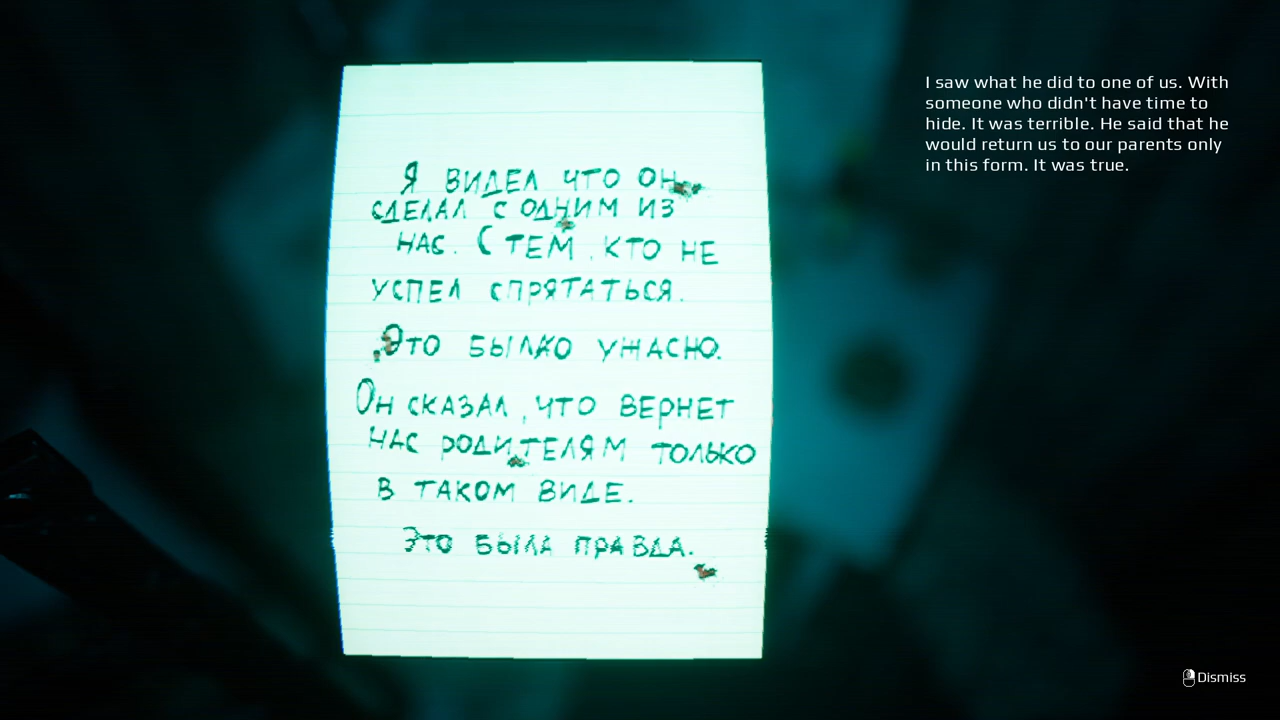 Я ВИДЕЛ ЧТО ОН
СДЕЛАЛ С ОДНИМ ИЗ
НАС. С ТЕМ, КТО НЕ
УСПЕЛ СПРЯТАТЬСЯ.
ЭТО БЫЛО УЖАСНО.
ОН СКАЗАЛ, ЧТО ВЕРНЕТ
НАС РОДИТЕЛЯМ ТОЛЬКО
В ТАКОМ ВИДЕ.
ЭТО БЫЛА ПРАВДА.
I saw what he did to one of us. With
someone who didn't have time to
hide. It was terrible. He said that he
would return us to our parents only
in this form. It was true.
Dismiss